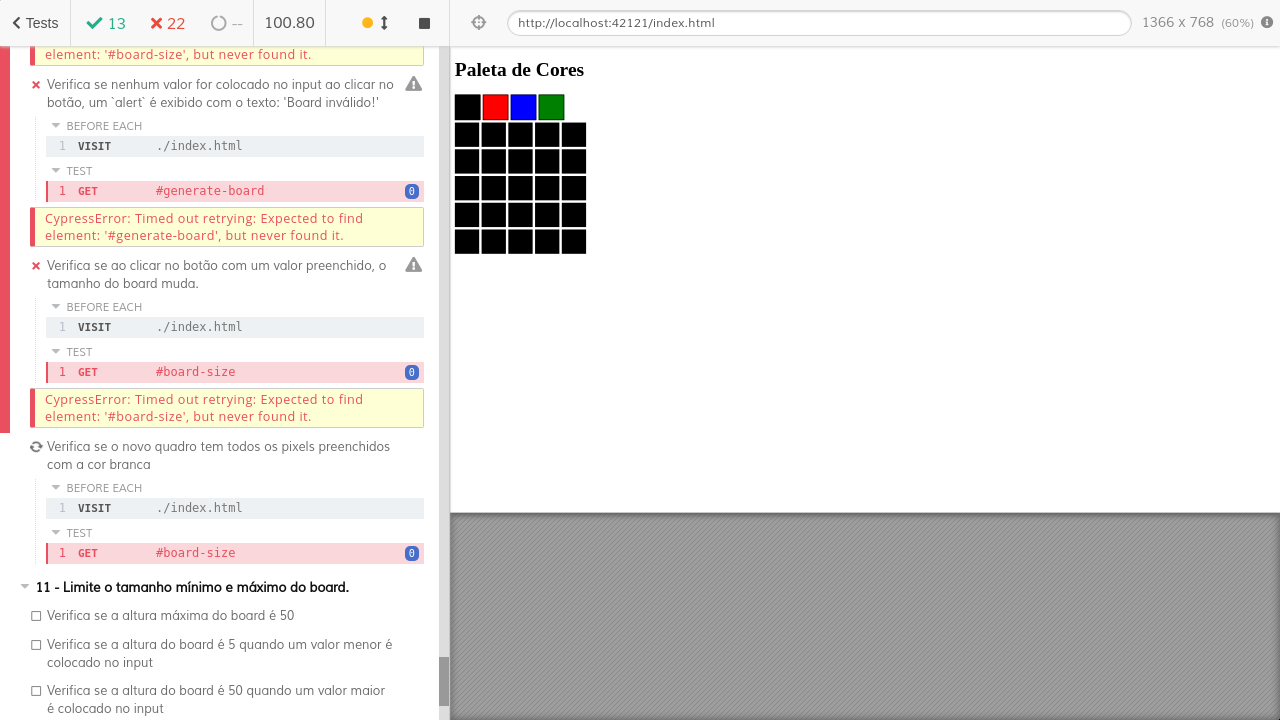 Tests 13 22 -- 100.80 http://localhost:42121/index.html 1366 x 768 (60%)
element: '#board-size', but never found it.
Verifica se nenhum valor for colocado no input ao clicar no
botão, um `alert` é exibido com o texto: 'Board inválido!'
BEFORE EACH
1 VISIT ./index.html
TEST
1 GET #generate-board 0
CypressError: Timed out retrying: Expected to find
element: '#generate-board', but never found it.
Verifica se ao clicar no botão com um valor preenchido, o
tamanho do board muda.
BEFORE EACH
1 VISIT ./index.html
TEST
1 GET #board-size 0
CypressError: Timed out retrying: Expected to find
element: '#board-size', but never found it.
Verifica se o novo quadro tem todos os pixels preenchidos
com a cor branca
BEFORE EACH
1 VISIT ./index.html
TEST
1 GET #board-size 0
11 - Limite o tamanho mínimo e máximo do board.
Verifica se a altura máxima do board é 50
Verifica se a altura do board é 5 quando um valor menor é
colocado no input
Verifica se a altura do board é 50 quando um valor maior
é colocado no input
Paleta de Cores